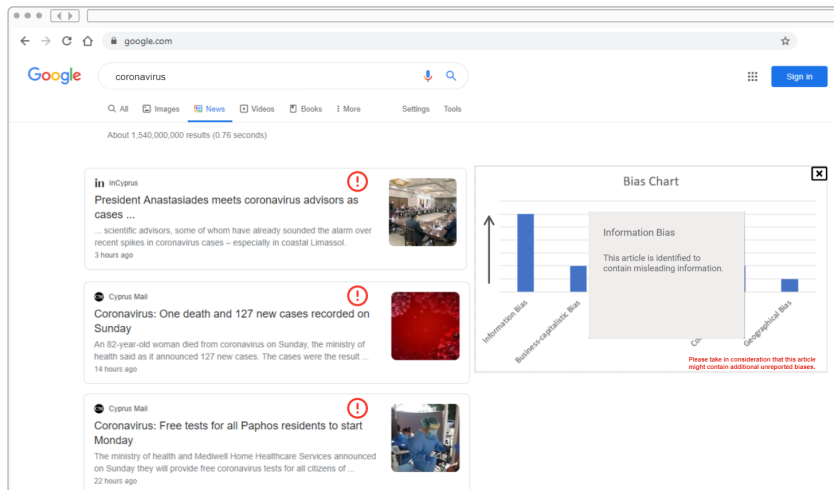 google.com
Google
coronavirus
Sign in
All
Images
News
Videos
Books
More
Settings
Tools
About 1,540,000,000 results (0.76 seconds)
in InCyprus
President Anastasiades meets coronavirus advisors as
cases ...
... scientific advisors, some of whom have already sounded the alarm over
recent spikes in coronavirus cases – especially in coastal Limassol.
3 hours ago
CM Cyprus Mail
Coronavirus: One death and 127 new cases recorded on
Sunday
An 82-year-old woman died from coronavirus on Sunday, the ministry of
health said as it announced 127 new cases. The cases were the result ...
14 hours ago
CM Cyprus Mail
Coronavirus: Free tests for all Paphos residents to start
Monday
The ministry of health and Mediwell Home Healthcare Services announced
on Sunday they will provide free coronavirus tests for all citizens of ...
22 hours ago
Bias Chart
Information Bias
This article is identified to
contain misleading information.
Information Bias
Business-capitalistic Bias
Geographical Bias
Please take in consideration that this article
might contain additional unreported biases.